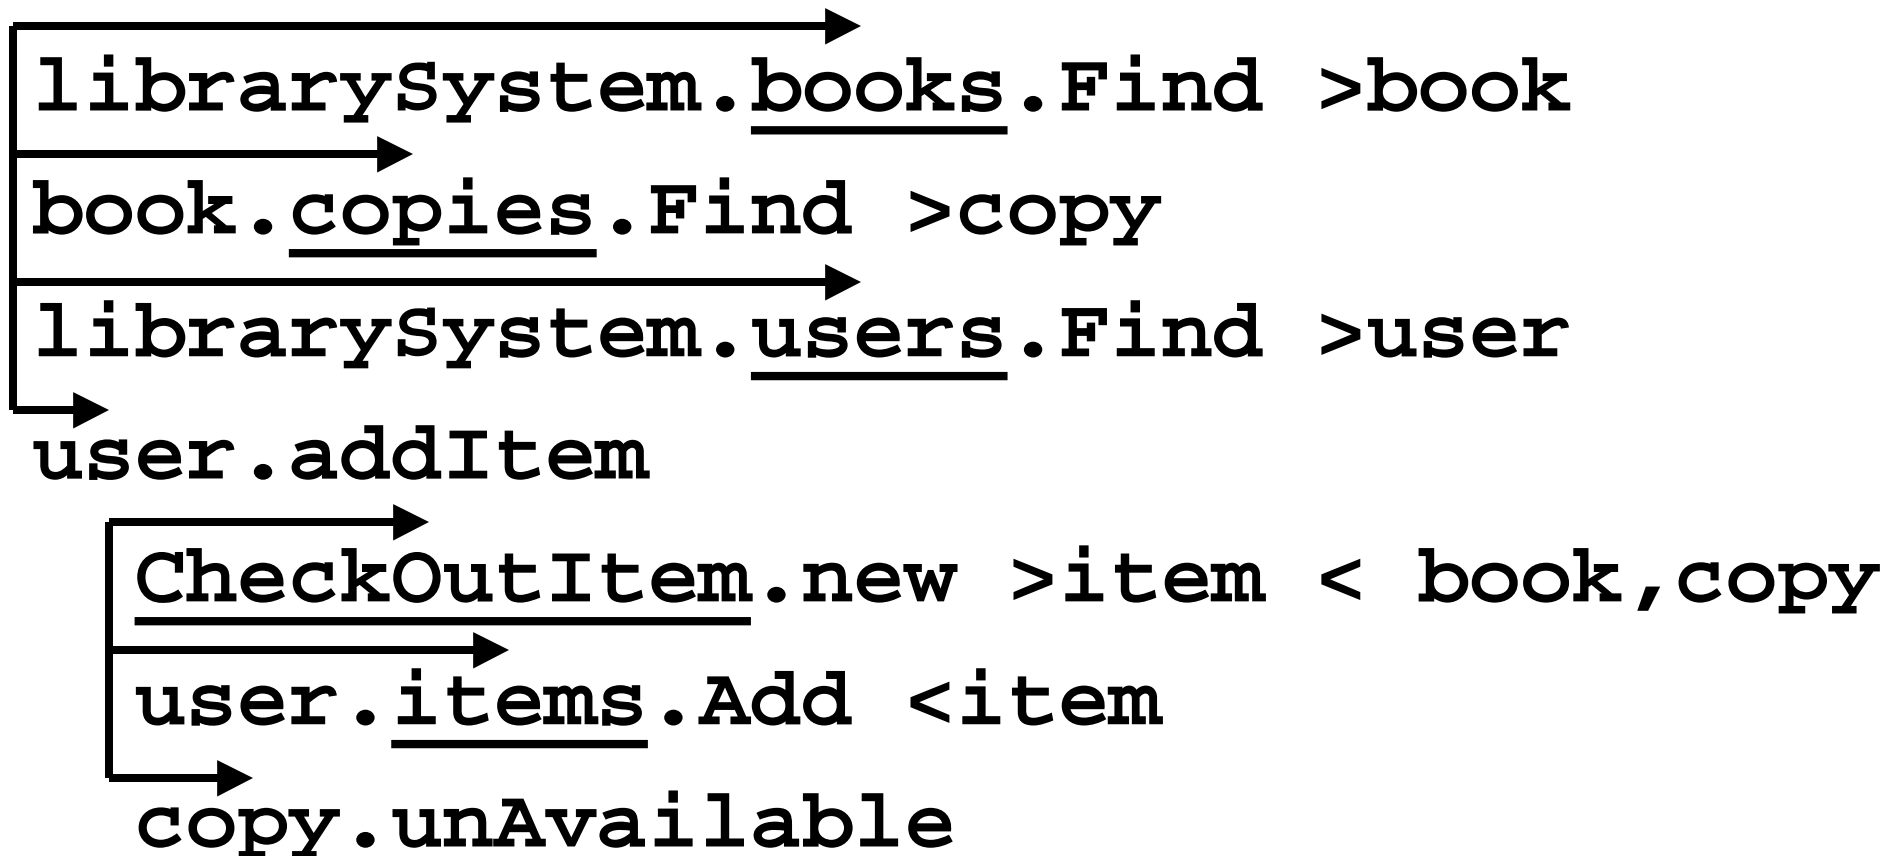 librarySystem.books.Find >book
book.copies.Find >copy
librarySystem.users.Find >user
user.addItem
CheckOutItem.new >item < book,copy
user.items.Add <item
copy.unAvailable